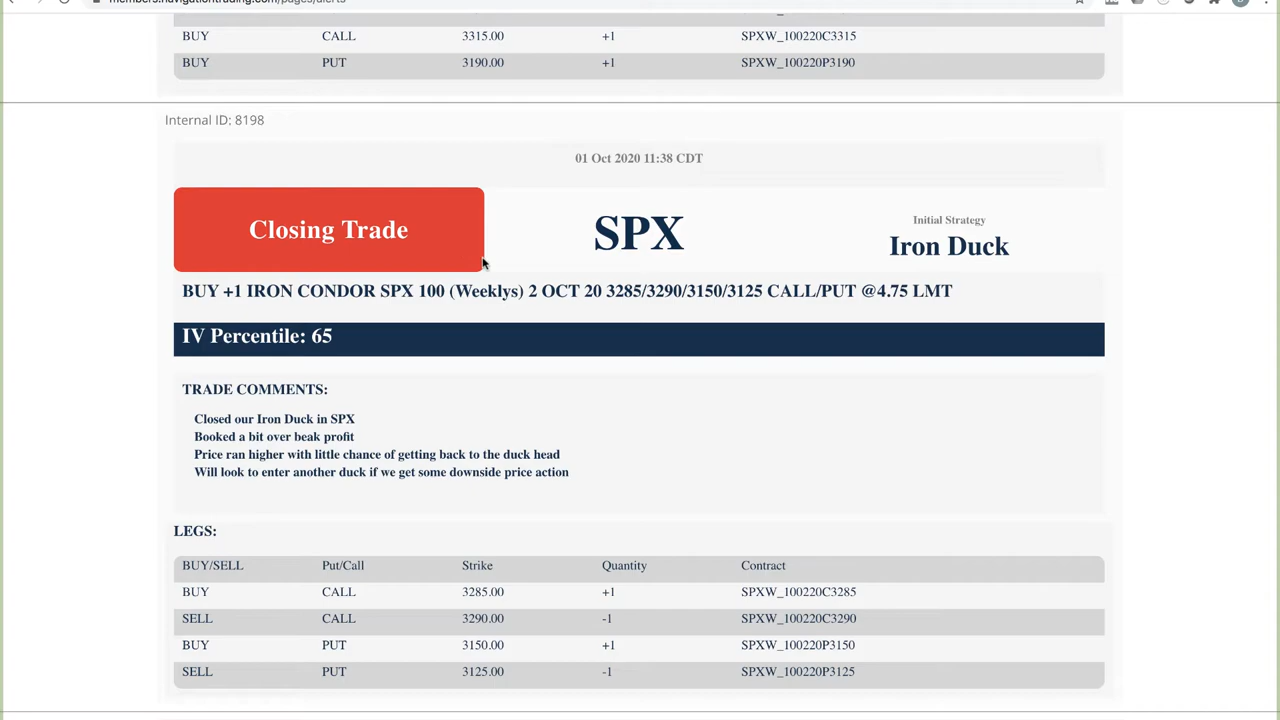 members.navigationtrading.com/pages/alerts
BUY CALL 3315.00 +1 SPXW_100220C3315
BUY PUT 3190.00 +1 SPXW_100220P3190
Internal ID: 8198
01 Oct 2020 11:38 CDT
Closing Trade
SPX
Initial Strategy
Iron Duck
BUY +1 IRON CONDOR SPX 100 (Weeklys) 2 OCT 20 3285/3290/3150/3125 CALL/PUT @4.75 LMT
IV Percentile: 65
TRADE COMMENTS:
Closed our Iron Duck in SPX
Booked a bit over beak profit
Price ran higher with little chance of getting back to the duck head
Will look to enter another duck if we get some downside price action
LEGS:
BUY/SELL Put/Call Strike Quantity Contract
BUY CALL 3285.00 +1 SPXW_100220C3285
SELL CALL 3290.00 -1 SPXW_100220C3290
BUY PUT 3150.00 +1 SPXW_100220P3150
SELL PUT 3125.00 -1 SPXW_100220P3125